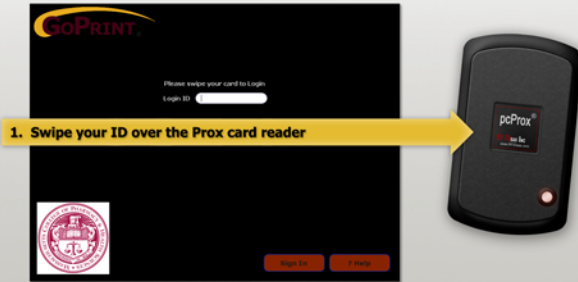 GOPRINT.
Please swipe your card to Login
Login ID
1. Swipe your ID over the Prox card reader
pcProx®
Sign In
? Help